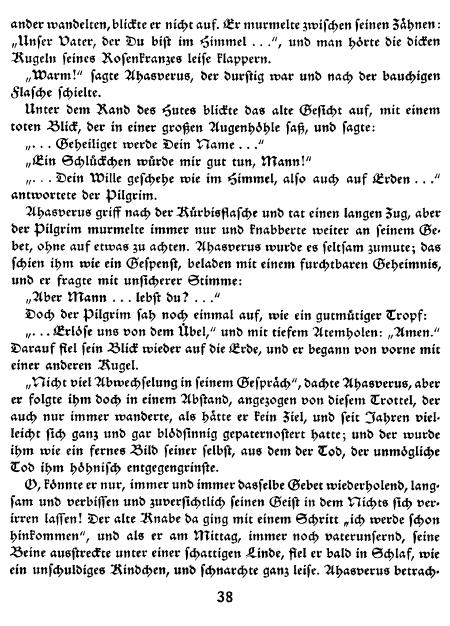 ander wandelten, blickte er nicht auf. Er murmelte zwischen seinen Zähnen:
„Unser Vater, der Du bist im Himmel . . .“, und man hörte die dicken
Kugeln seines Rosenkranzes leise klappern.
„Warm!“ sagte Ahasverus, der durstig war und nach der bauchigen
Flasche schielte.
Unter dem Rand des Hutes blickte das alte Gesicht auf, mit einem
toten Blick, der in einer großen Augenhöhle saß, und sagte:
„. . . Geheiliget werde Dein Name . . .“
„Ein Schlückchen würde mir gut tun, Mann!“
„. . . Dein Wille geschehe wie im Himmel, also auch auf Erden . . .“
antwortete der Pilgrim.
Ahasverus griff nach der Kürbisflasche und tat einen langen Zug, aber
der Pilgrim murmelte immer nur und knabberte weiter an seinem Ge-
bet, ohne auf etwas zu achten. Ahasverus wurde es seltsam zumute; das
schien ihm wie ein Gespenst, beladen mit einem furchtbaren Geheimnis,
und er fragte mit unsicherer Stimme:
„Aber Mann . . . lebst du? . . .“
Doch der Pilgrim sah noch einmal auf, wie ein gutmütiger Tropf:
„. . . Erlöse uns von dem Übel,“ und mit tiefem Atemholen: „Amen.“
Darauf fiel sein Blick wieder auf die Erde, und er begann von vorne mit
einer anderen Kugel.
„Nicht viel Abwechselung in seinem Gespräch“, dachte Ahasverus, aber
er folgte ihm doch in einem Abstand, angezogen von diesem Trottel, der
auch nur immer wanderte, als hätte er kein Ziel, und seit Jahren viel-
leicht sich ganz und gar blödsinnig gepaternostert hatte; und der wurde
ihm wie ein fernes Bild seiner selbst, aus dem der Tod, der unmögliche
Tod ihm höhnisch entgegengrinste.
O, könnte er nur, immer und immer dasselbe Gebet wiederholend, lang-
sam und verbissen und zuversichtlich seinen Geist in dem Nichts sich ver-
irren lassen! Der alte Knabe da ging mit einem Schritt „ich werde schon
hinkommen“, und als er am Mittag, immer noch vaterunsernd, seine
Beine ausstreckte unter einer schattigen Linde, fiel er bald in Schlaf, wie
ein unschuldiges Kindchen, und schnarchte ganz leise. Ahasverus betrach-
38